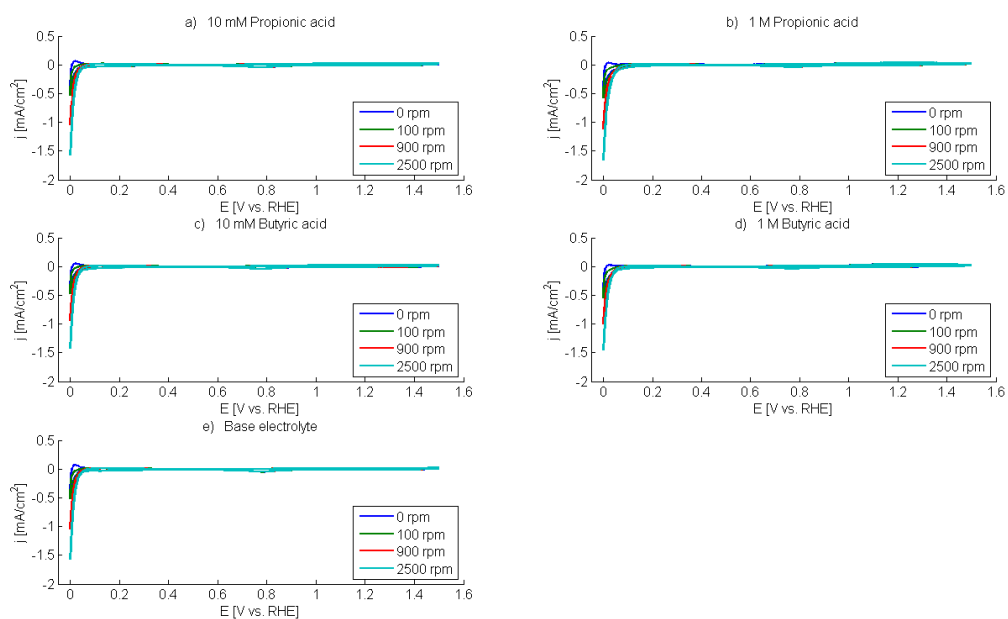 a) 10 mM Propionic acid
0.5
0
-0.5
-1
-1.5
-2
j [mA/cm²]
0 rpm
100 rpm
900 rpm
2500 rpm
0 0.2 0.4 0.6 0.8 1 1.2 1.4 1.6
E [V vs. RHE]
b) 1 M Propionic acid
0.5
0
-0.5
-1
-1.5
-2
j [mA/cm²]
0 rpm
100 rpm
900 rpm
2500 rpm
0 0.2 0.4 0.6 0.8 1 1.2 1.4 1.6
E [V vs. RHE]
c) 10 mM Butyric acid
0.5
0
-0.5
-1
-1.5
-2
j [mA/cm²]
0 rpm
100 rpm
900 rpm
2500 rpm
0 0.2 0.4 0.6 0.8 1 1.2 1.4 1.6
E [V vs. RHE]
d) 1 M Butyric acid
0.5
0
-0.5
-1
-1.5
-2
j [mA/cm²]
0 rpm
100 rpm
900 rpm
2500 rpm
0 0.2 0.4 0.6 0.8 1 1.2 1.4 1.6
E [V vs. RHE]
e) Base electrolyte
0.5
0
-0.5
-1
-1.5
-2
j [mA/cm²]
0 rpm
100 rpm
900 rpm
2500 rpm
0 0.2 0.4 0.6 0.8 1 1.2 1.4 1.6
E [V vs. RHE]